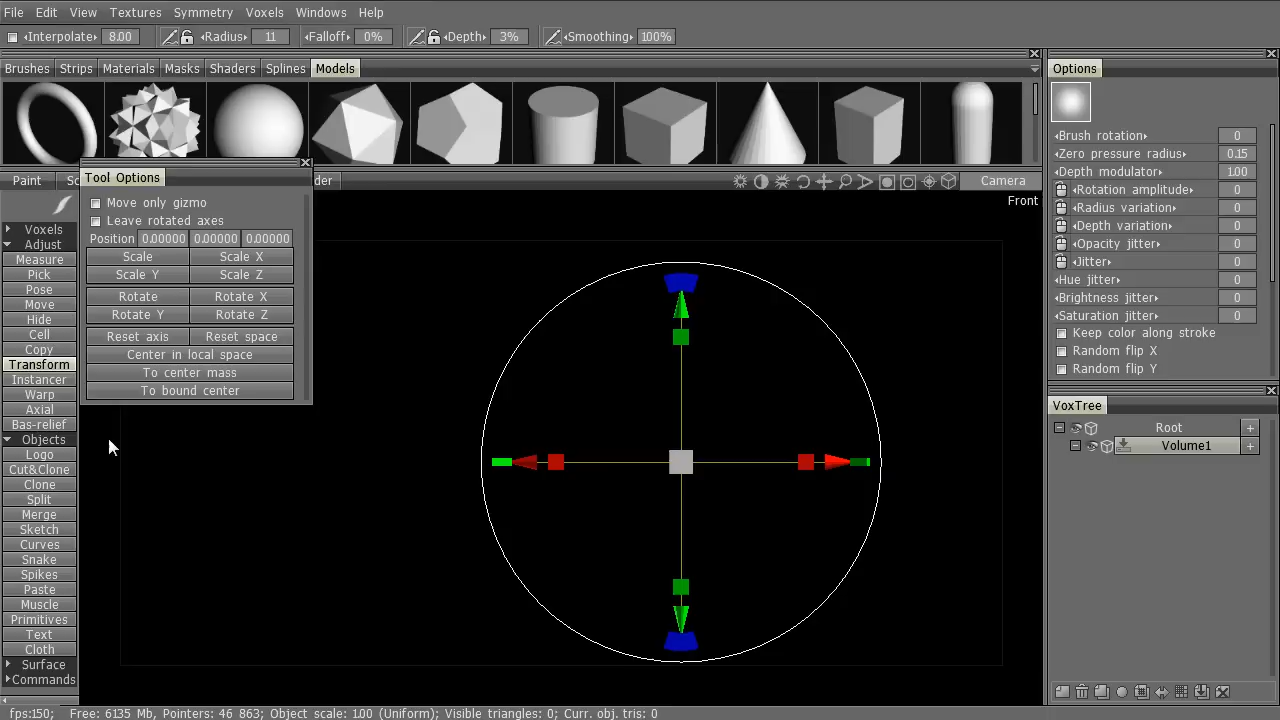 File Edit View Textures Symmetry Voxels Windows Help
Interpolate 8.00 Radius 11 Falloff 0% Depth 3% Smoothing 100%
Brushes Strips Materials Masks Shaders Splines Models
Options
Paint
Camera
Front
Tool Options
Move only gizmo
Leave rotated axes
Position 0.00000 0.00000 0.00000
Scale Scale X
Scale Y Scale Z
Rotate Rotate X
Rotate Y Rotate Z
Reset axis Reset space
Center in local space
To center mass
To bound center
Voxels
Adjust
Measure
Pick
Pose
Move
Hide
Cell
Copy
Transform
Instancer
Warp
Axial
Bas-relief
Objects
Logo
Cut&Clone
Clone
Split
Merge
Sketch
Curves
Snake
Spikes
Paste
Muscle
Primitives
Text
Cloth
Surface
Commands
Brush rotation 0
Zero pressure radius 0.15
Depth modulator 1.00
Rotation amplitude 0
Radius variation 0
Depth variation 0
Opacity jitter 0
Jitter 0
Hue jitter 0
Brightness jitter 0
Saturation jitter 0
Keep color along stroke
Random flip X
Random flip Y
VoxTree
Root +
Volume1 +
fps:150; Free: 6135 Mb, Pointers: 46 863; Object scale: 1.00 (Uniform); Visible triangles: 0; Curr. obj. tris: 0